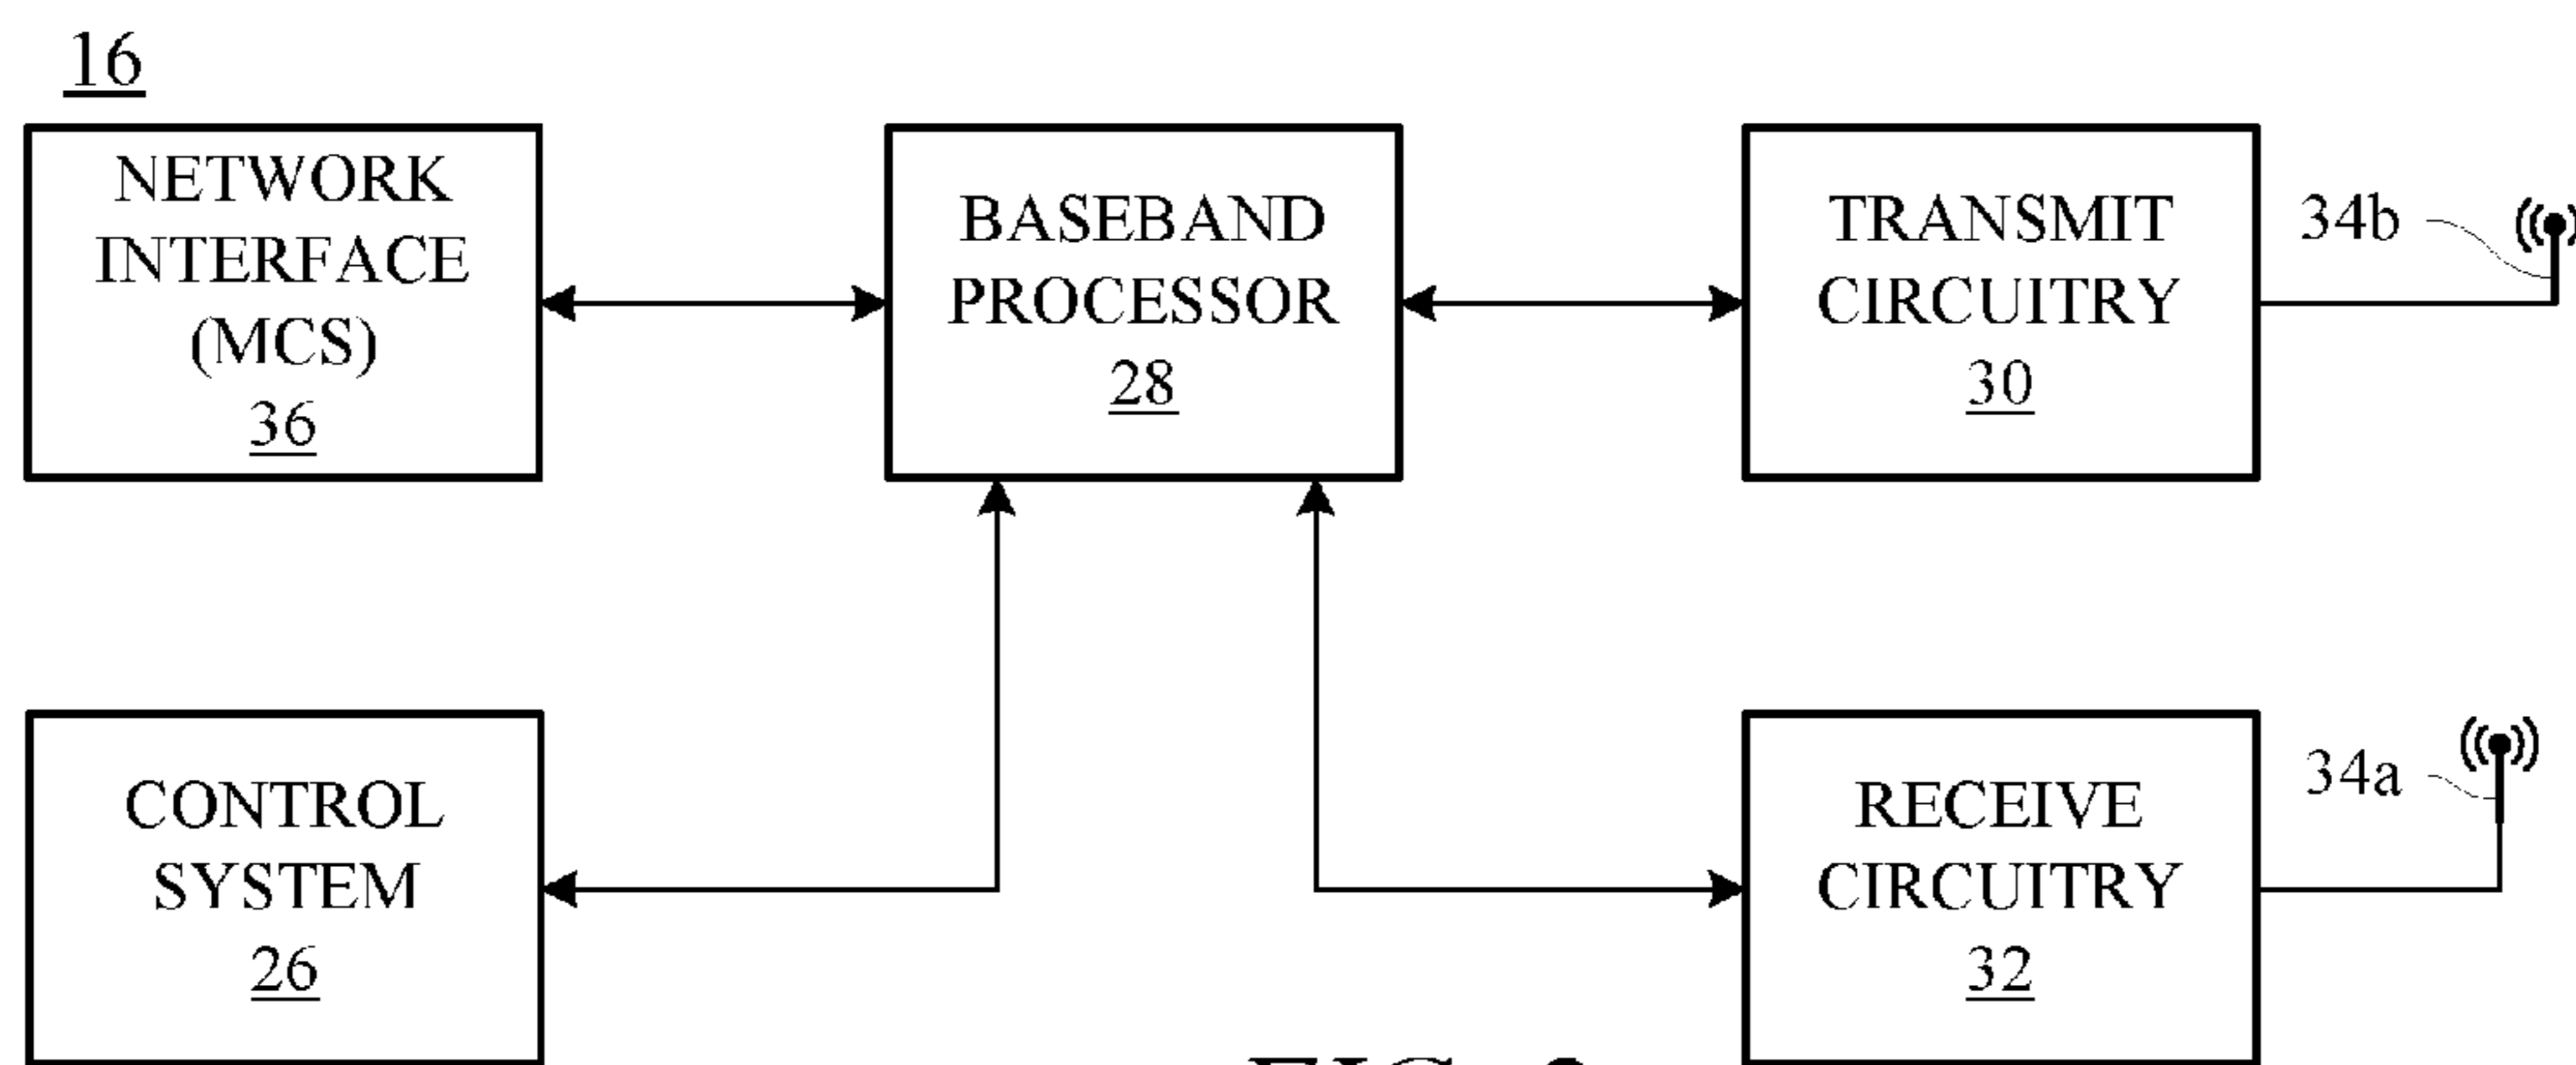 16
NETWORK
INTERFACE
(MCS)
36
BASEBAND
PROCESSOR
28
TRANSMIT
CIRCUITRY
30
34b
CONTROL
SYSTEM
26
RECEIVE
CIRCUITRY
32
34a